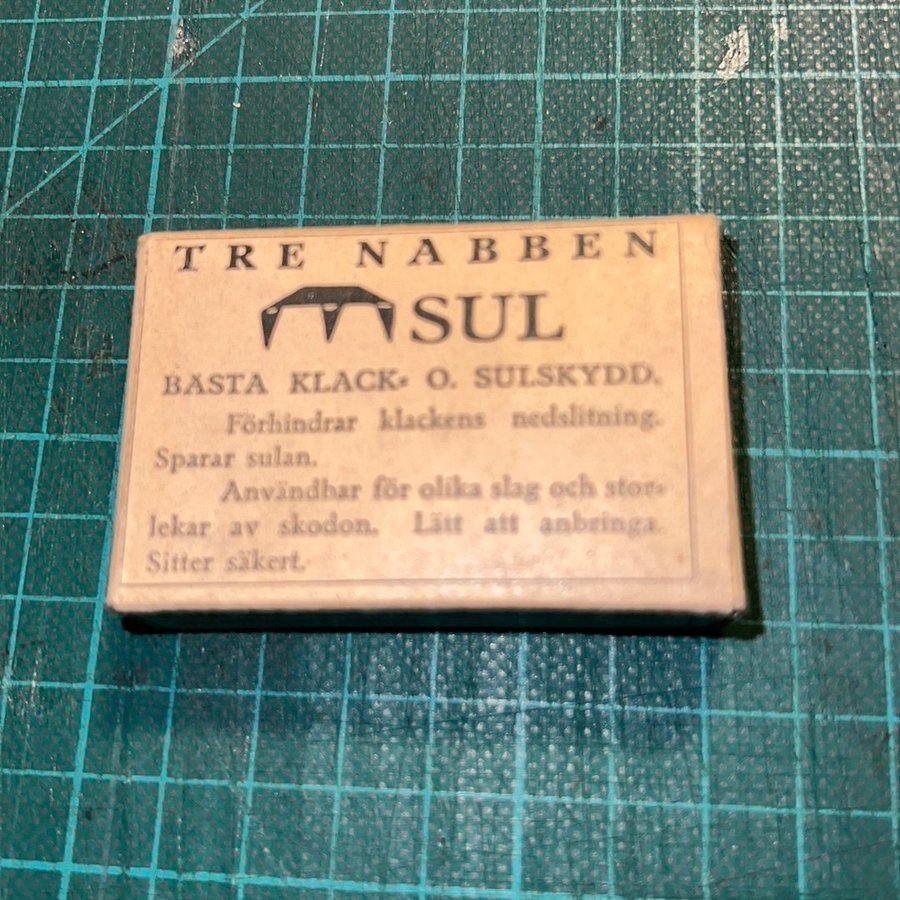 TRE NABBEN
SUL
BÄSTA KLACK- O. SULSKYDD.
Förhindrar klackens nedslitning.
Sparar sulan.
Användbar för olika slag och stor-
lekar av skodon. Lätt att anbringa.
Sitter säkert.